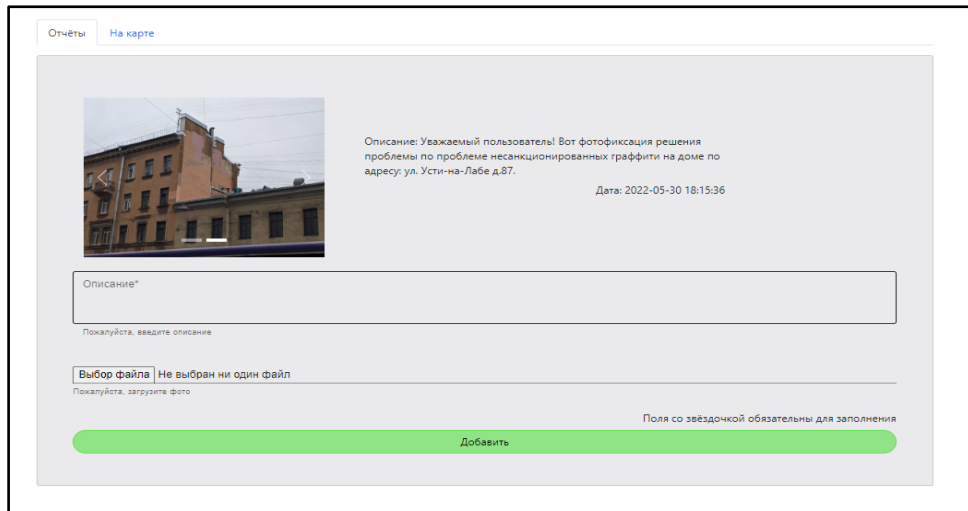 Отчёты
На карте
Описание: Уважаемый пользователь! Вот фотофиксация решения
проблемы по проблеме несанкционированных граффити на доме по
адресу: ул. Усти-на-Лабе д.87.
Дата: 2022-05-30 18:15:36
Описание*
Пожалуйста, введите описание
Выбор файла Не выбран ни один файл
Пожалуйста, загрузите фото
Поля со звёздочкой обязательны для заполнения
Добавить